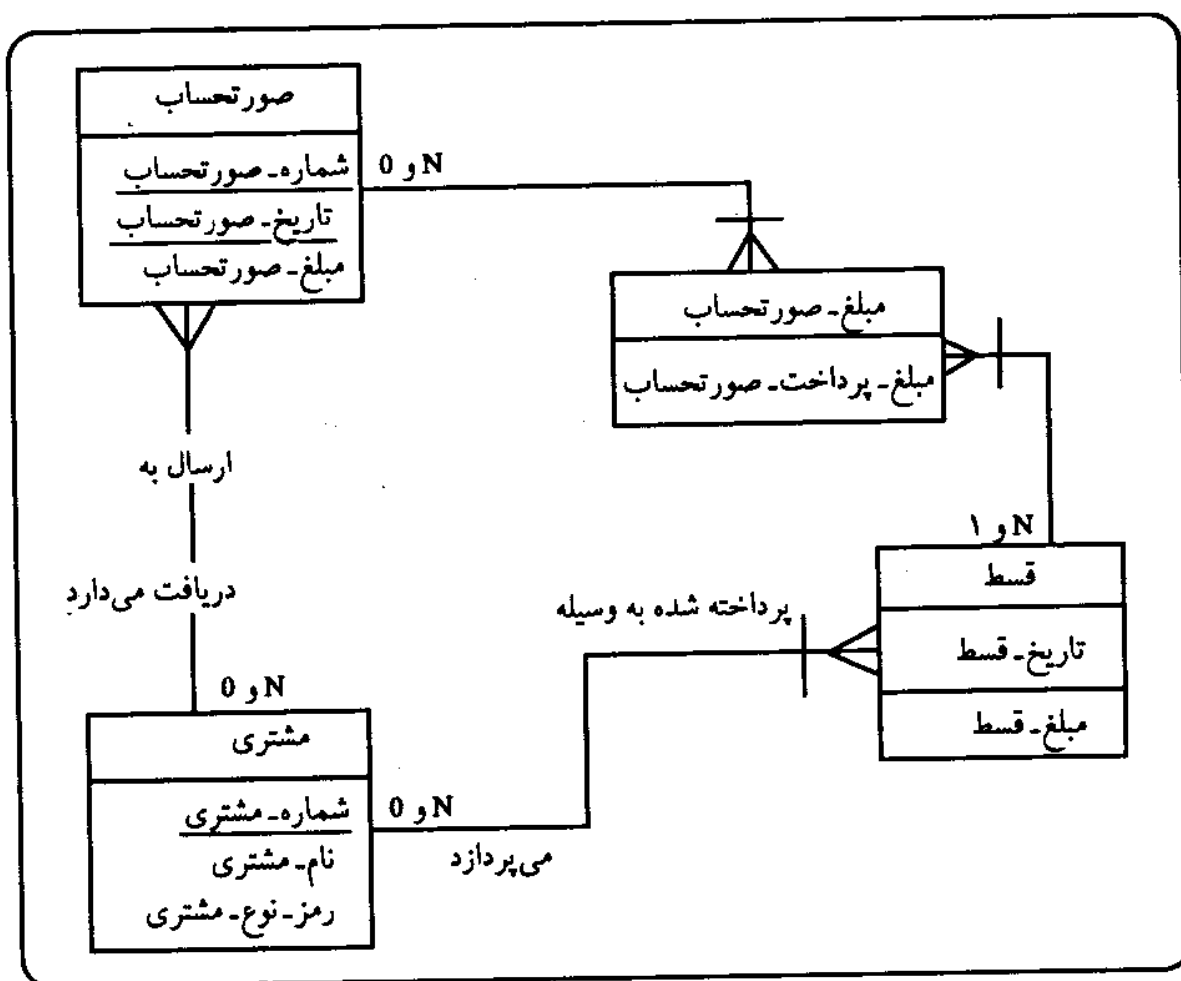 صورتحساب
شماره-صورتحساب
تاریخ-صورتحساب
مبلغ-صورتحساب
N و 0
مبلغ-صورتحساب
مبلغ-پرداخت-صورتحساب
ارسال به
دریافت می‌دارد
N و ۱
قسط
تاریخ-قسط
مبلغ-قسط
پرداخته شده به وسیله
N و 0
مشتری
شماره-مشتری
نام-مشتری
رمز-نوع-مشتری
N و 0
می‌پردازد